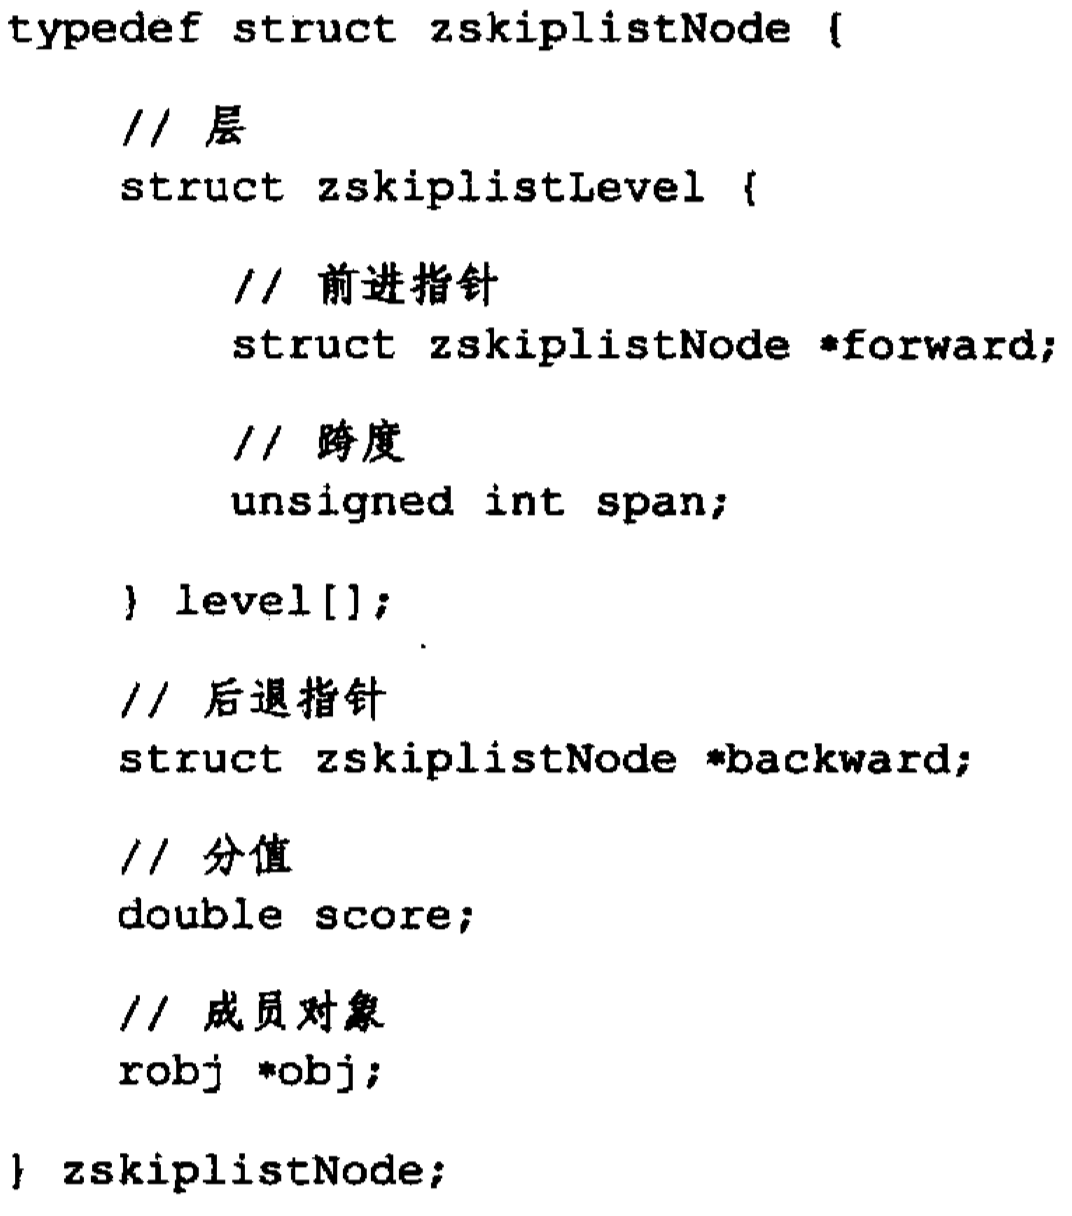 typedef struct zskiplistNode {
// 层
struct zskiplistLevel {
// 前进指针
struct zskiplistNode *forward;
// 跨度
unsigned int span;
} level[];
// 后退指针
struct zskiplistNode *backward;
// 分值
double score;
// 成员对象
robj *obj;
} zskiplistNode;